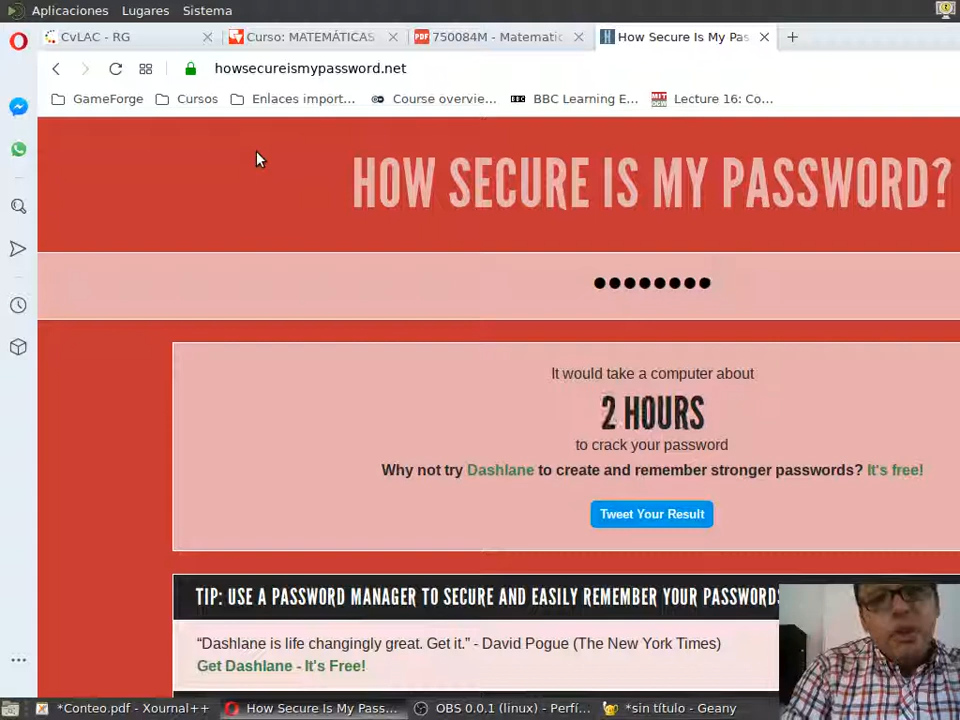 Aplicaciones Lugares Sistema
CvLAC - RG
Curso: MATEMÁTICAS
PDF 750084M - Matematic
How Secure Is My Pas
howsecureismypassword.net
GameForge
Cursos
Enlaces import...
Course overvie...
BBC BBC Learning E...
MIT Lecture 16: Co...
HOW SECURE IS MY PASSWORD?
It would take a computer about
2 HOURS
to crack your password
Why not try Dashlane to create and remember stronger passwords? It's free!
Tweet Your Result
TIP: USE A PASSWORD MANAGER TO SECURE AND EASILY REMEMBER YOUR PASSWORDS
“Dashlane is life changingly great. Get it.” - David Pogue (The New York Times)
Get Dashlane - It's Free!
*Conteo.pdf - Xournal++
How Secure Is My Pass...
OBS 0.0.1 (linux) - Perfi...
*sin título - Geany